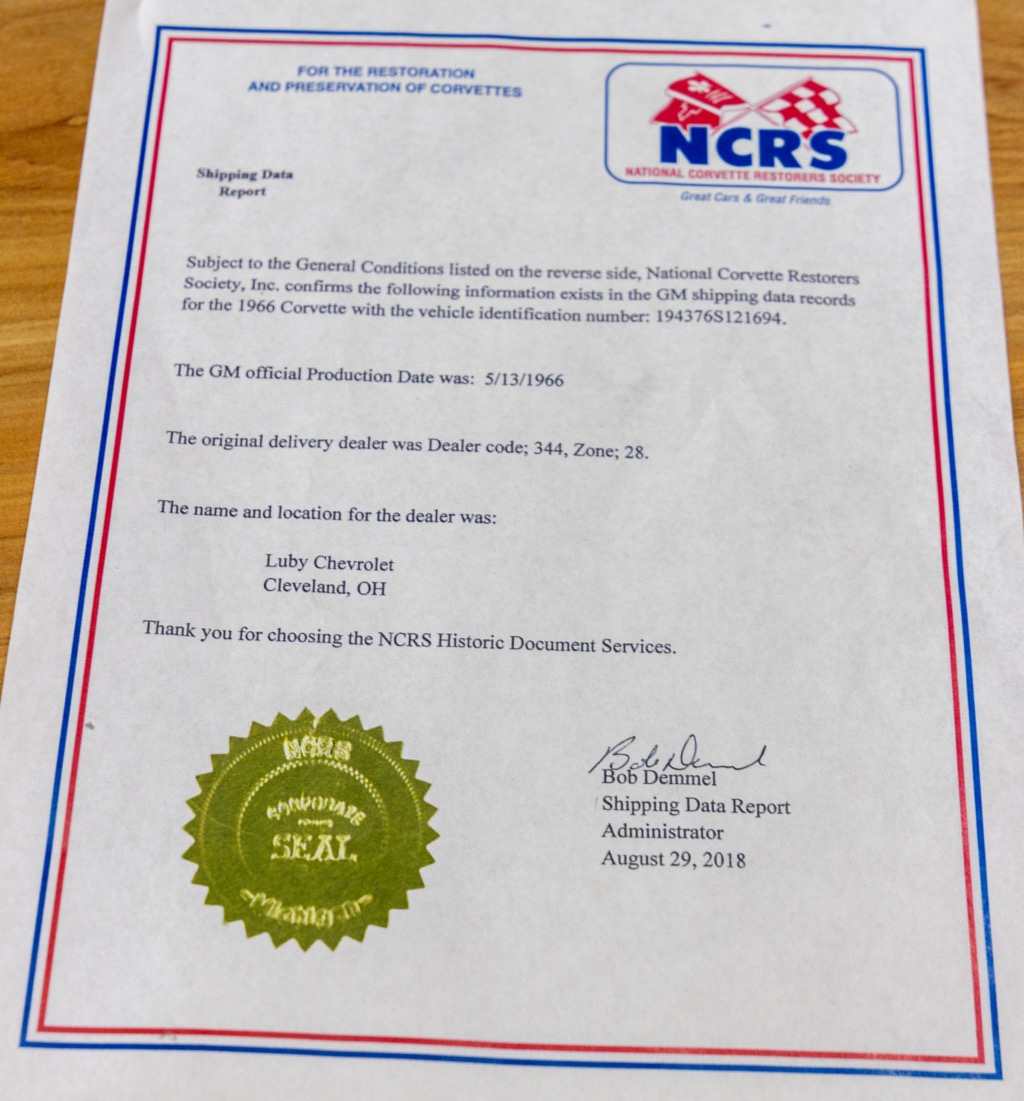 FOR THE RESTORATION
AND PRESERVATION OF CORVETTES
NCRS
NATIONAL CORVETTE RESTORERS SOCIETY
Great Cars & Great Friends
Shipping Data
Report
Subject to the General Conditions listed on the reverse side, National Corvette Restorers
Society, Inc. confirms the following information exists in the GM shipping data records
for the 1966 Corvette with the vehicle identification number: 194376S121694.
The GM official Production Date was: 5/13/1966
The original delivery dealer was Dealer code; 344, Zone; 28.
The name and location for the dealer was:
Luby Chevrolet
Cleveland, OH
Thank you for choosing the NCRS Historic Document Services.
NCRS
CORPORATE
SEAL
Bob Demmel
Bob Demmel
Shipping Data Report
Administrator
August 29, 2018